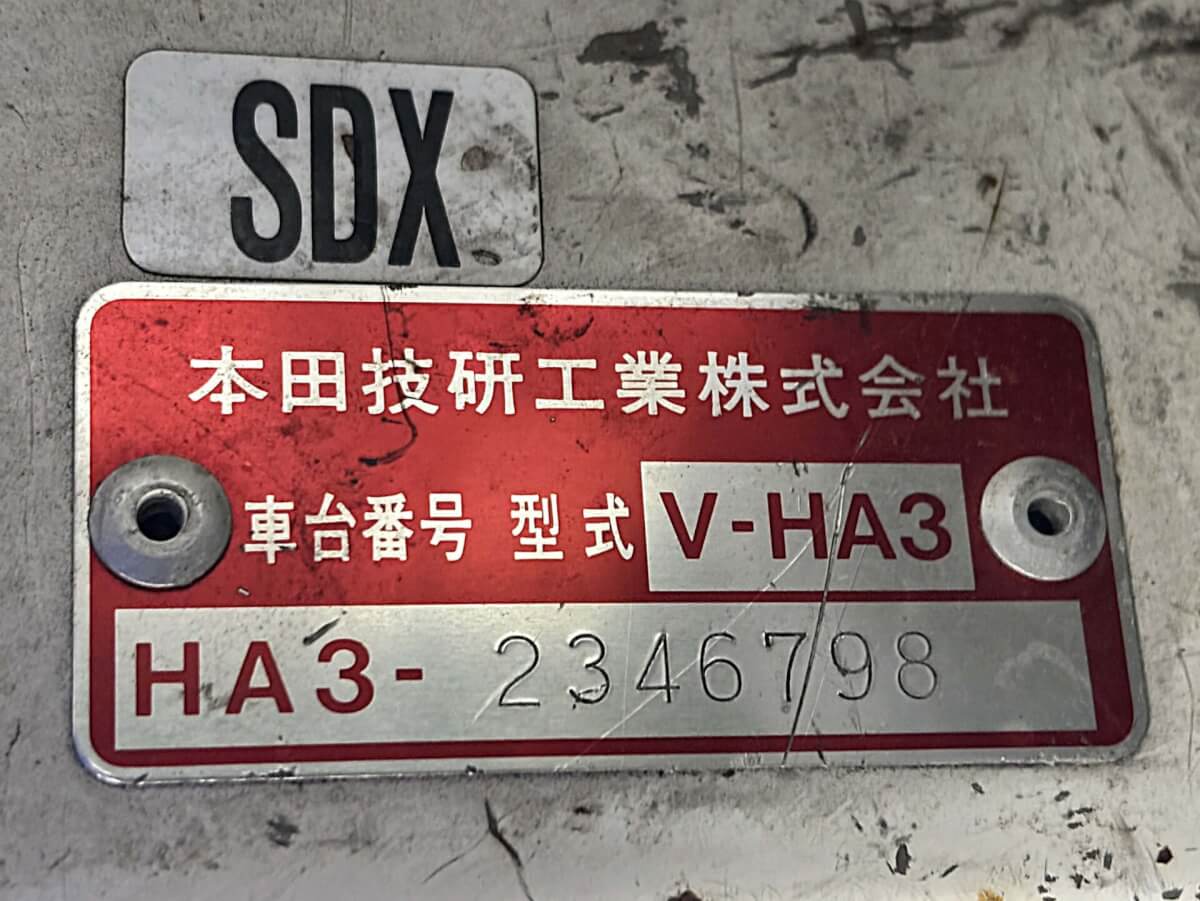 SDX
本田技研工業株式会社
車台番号 型式 V-HA3
HA3- 2346798